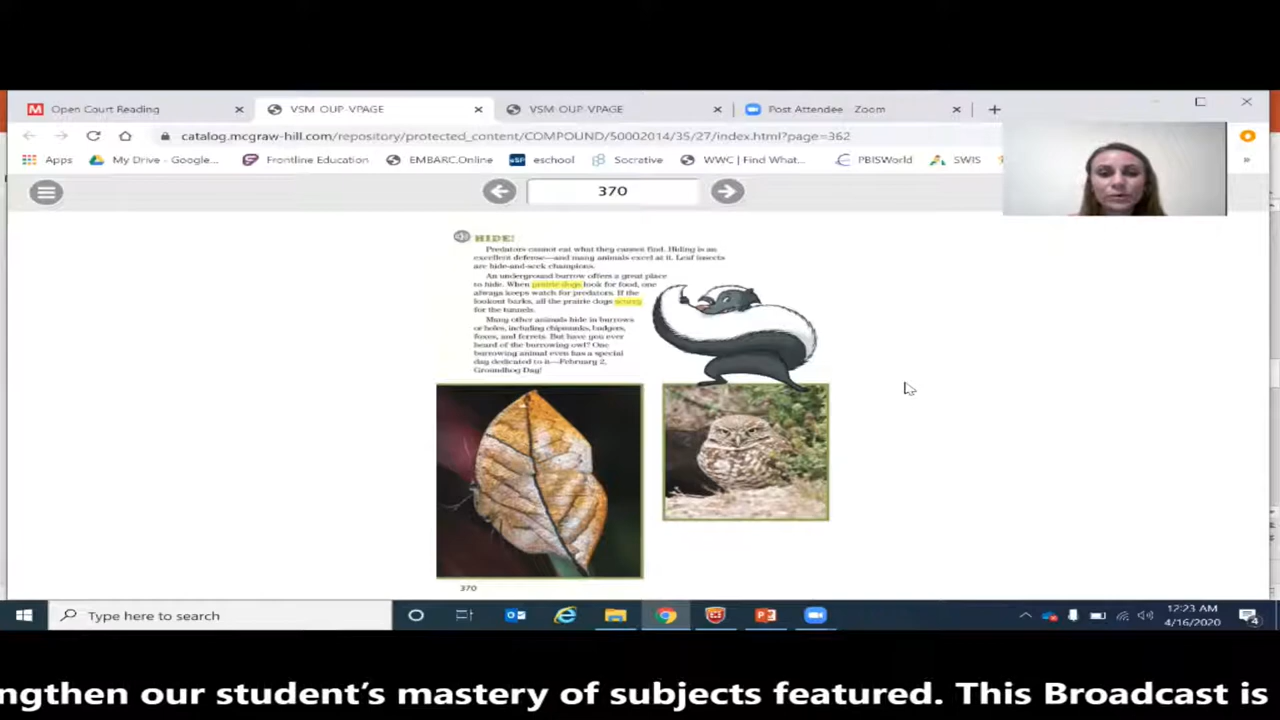 Open Court Reading
VSM OUP-VPAGE
VSM OUP-VPAGE
Post Attendee - Zoom
catalog.mcgraw-hill.com/repository/protected_content/COMPOUND/50002014/35/27/index.html?page=362
Apps
My Drive - Google...
Frontline Education
EMBARC.Online
eSP
eschool
Socrative
WWC | Find What...
PBISWorld
SWIS
370
HIDE!
Predators cannot eat what they cannot find. Hiding is an
excellent defense—and many animals excel at it. Leaf insects
are hide-and-seek champions.
An underground burrow offers a great place
to hide. When prairie dogs look for food, one
always keeps watch for predators. If the
lookout barks, all the prairie dogs scurry
for the tunnels.
Many other animals hide in burrows
or holes, including chipmunks, badgers,
foxes, and ferrets. But have you ever
heard of the burrowing owl? One
burrowing animal even has a special
day dedicated to it—February 2,
Groundhog Day!
370
Type here to search
12:23 AM
4/16/2020
4
ngthen our student's mastery of subjects featured. This Broadcast is